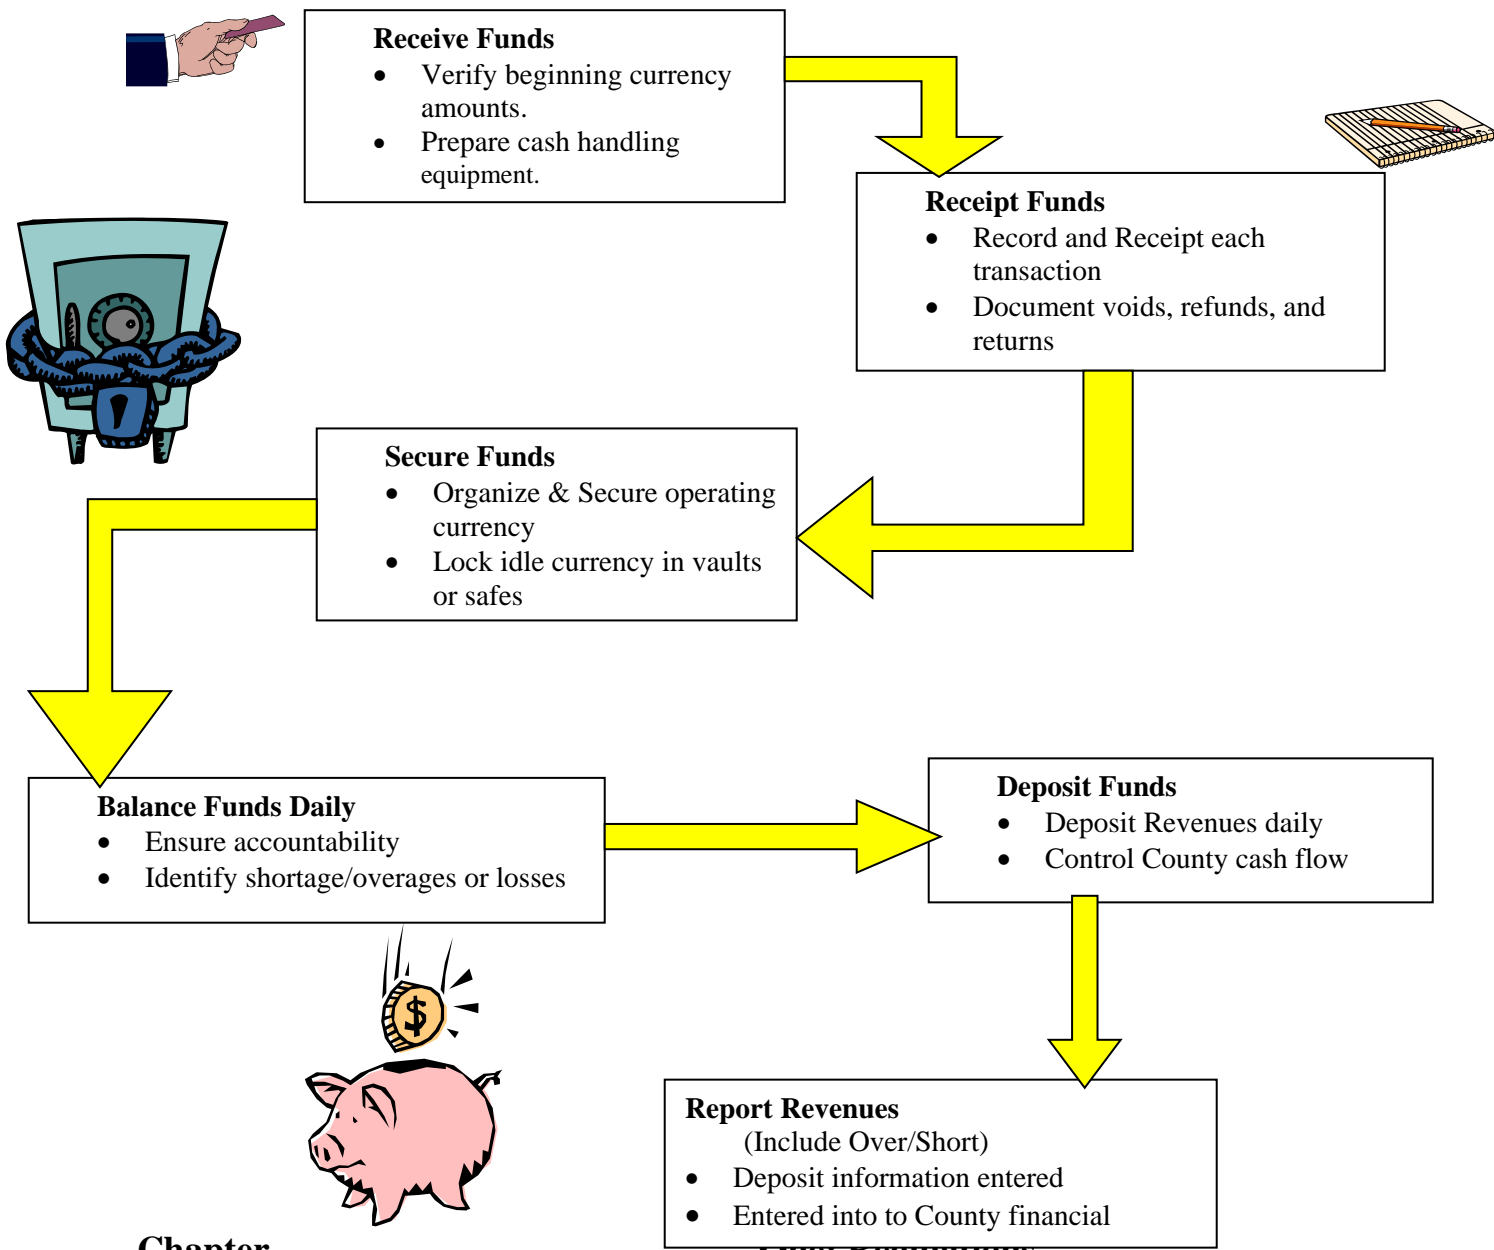 Receive Funds
• Verify beginning currency
amounts.
• Prepare cash handling
equipment.
Receipt Funds
• Record and Receipt each
transaction
• Document voids, refunds, and
returns
Secure Funds
• Organize & Secure operating
currency
• Lock idle currency in vaults
or safes
Balance Funds Daily
• Ensure accountability
• Identify shortage/overages or losses
Deposit Funds
• Deposit Revenues daily
• Control County cash flow
$
Report Revenues
(Include Over/Short)
• Deposit information entered
• Entered into to County financial
Chapter